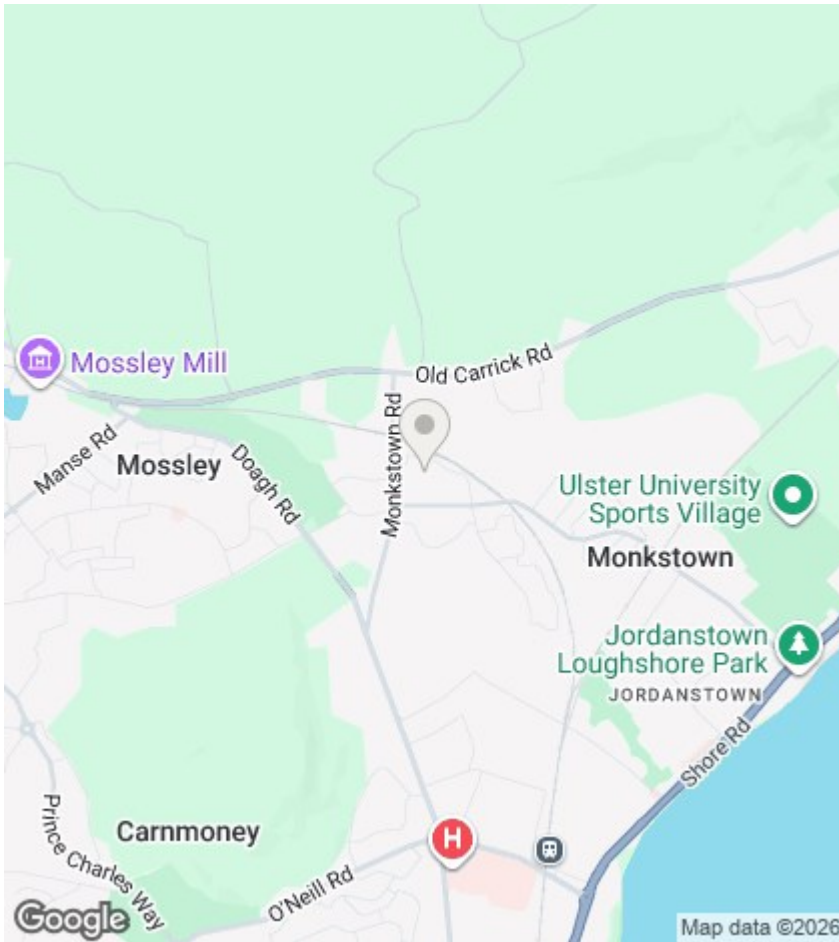 Old Carrick Rd
Mossley Mill
Monkstown Rd
Manse Rd
Mossley
Doagh Rd
Ulster University
Sports Village
Monkstown
Jordanstown
Loughshore Park
JORDANSTOWN
Shore Rd
Prince Charles Way
Carnmoney
H
O'Neill Rd
Google
Map data ©2026